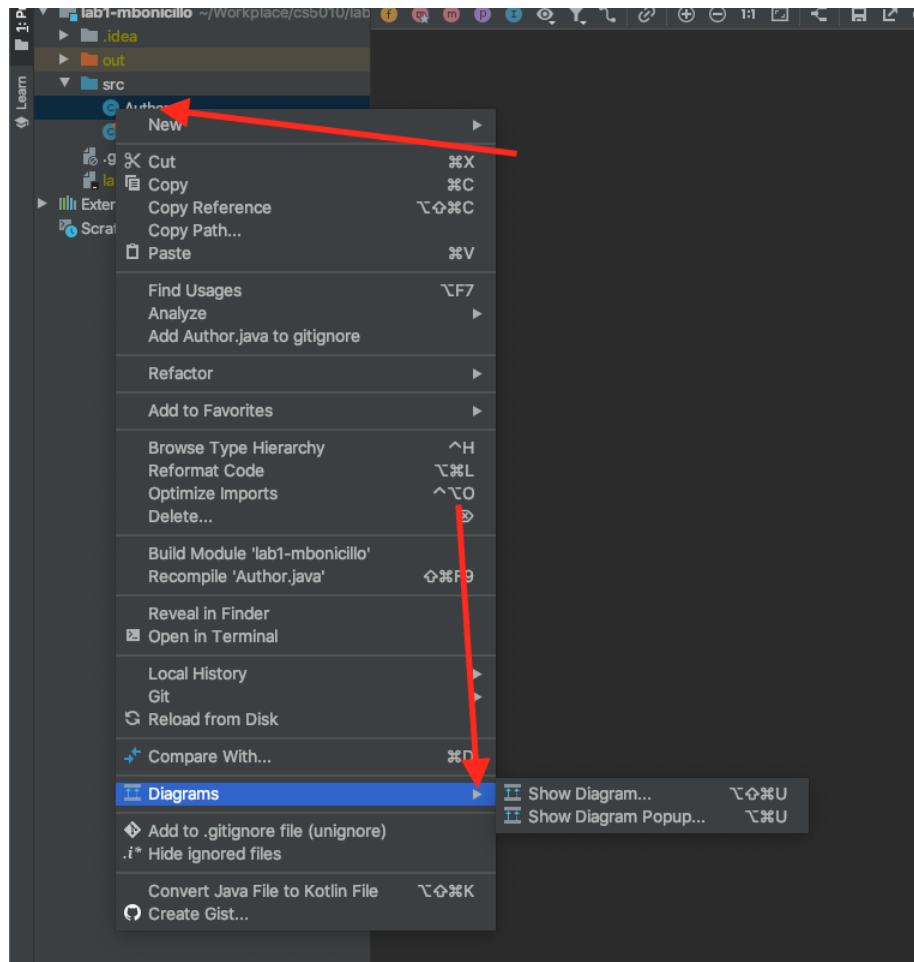 lab1-mbonicillo ~/Workplace/cs5010/lab
1:1
.idea
out
src
Learn
New
Cut ⌘X
Copy ⌘C
Copy Reference ⌥⇧⌘C
Copy Path...
Paste ⌘V
Find Usages ⌥F7
Analyze
Add Author.java to gitignore
Refactor
Add to Favorites
Browse Type Hierarchy ^H
Reformat Code ⌥⌘L
Optimize Imports ^⌥O
Delete... ⌦
Build Module 'lab1-mbonicillo'
Recompile 'Author.java' ⇧⌘F9
Reveal in Finder
Open in Terminal
Local History
Git
Reload from Disk
Compare With... ⌘D
Diagrams
Show Diagram... ⌥⇧⌘U
Show Diagram Popup... ⌥⌘U
Add to .gitignore file (unignore)
Hide ignored files
Convert Java File to Kotlin File ⌥⇧⌘K
Create Gist...